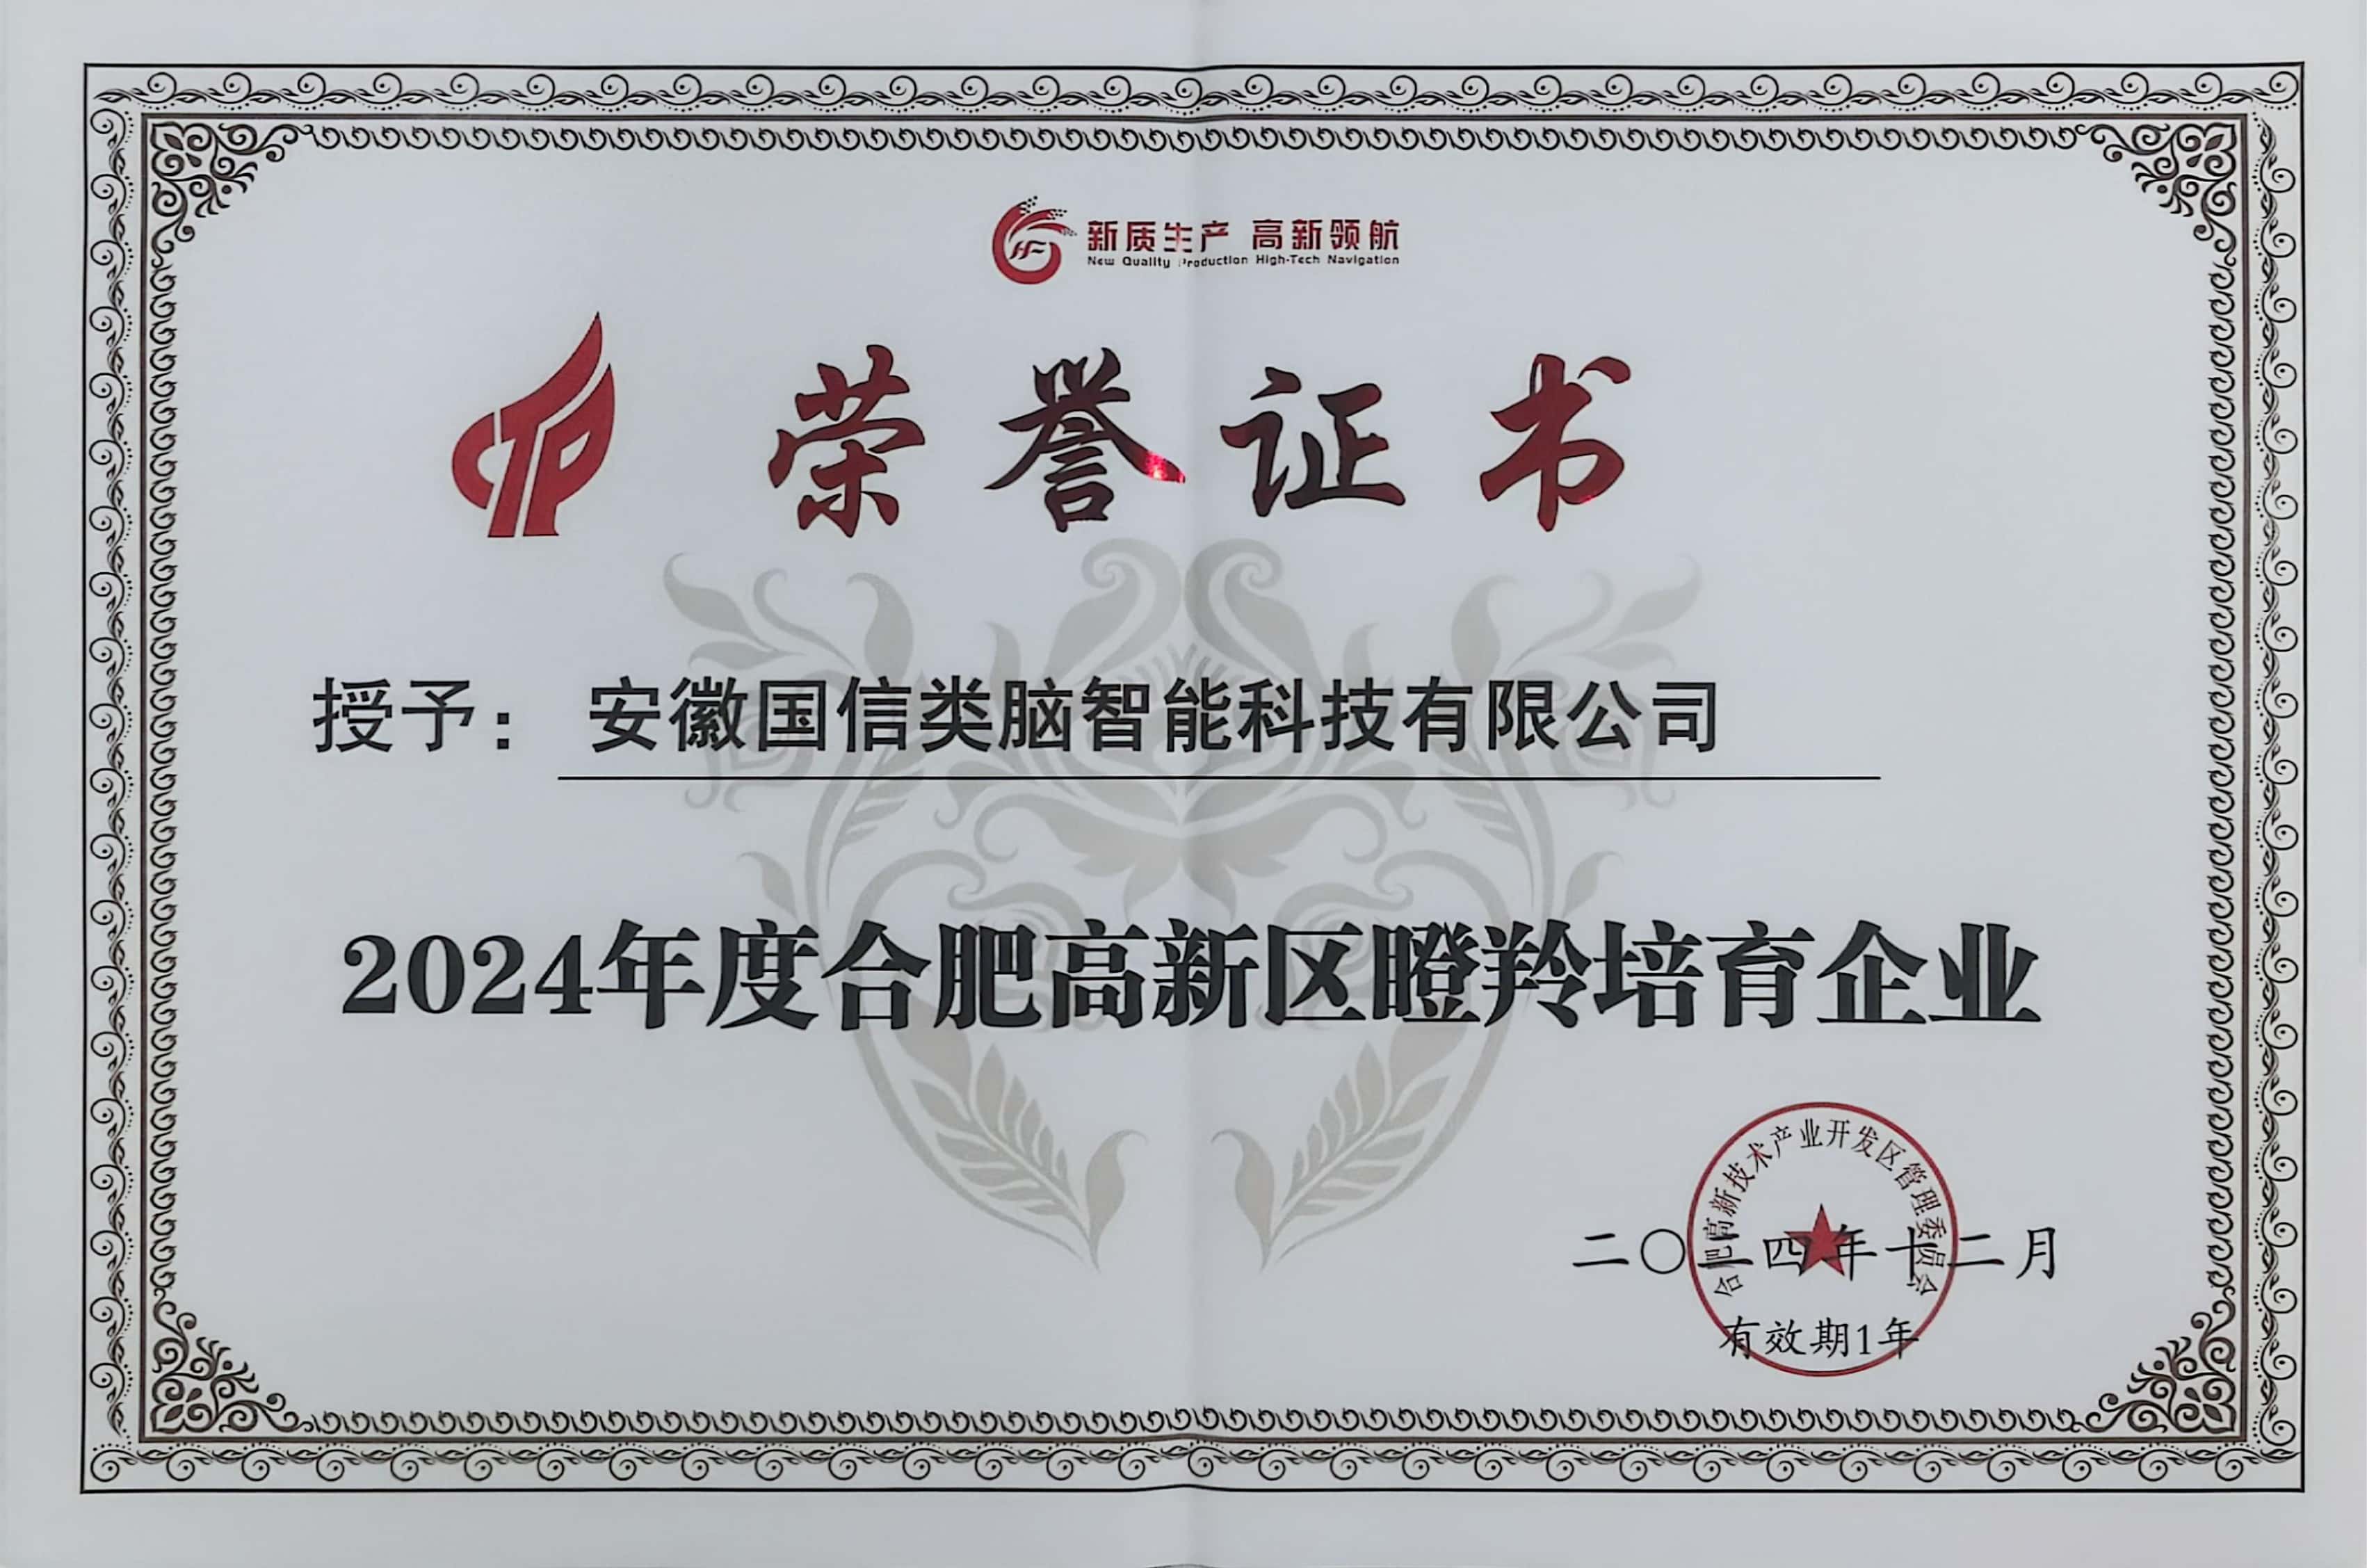 新质生产 高新领航
New Quality Production High-Tech Navigation
CTP
荣誉证书
授予： 安徽国信类脑智能科技有限公司
2024年度合肥高新区瞪羚培育企业
合肥高新技术产业开发区管理委员会
二〇二四年十二月
有效期1年